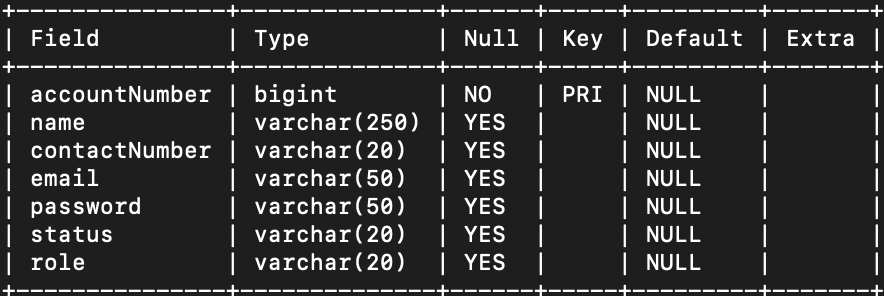 +---------------+--------------+------+-----+---------+-------+
| Field         | Type         | Null | Key | Default | Extra |
+---------------+--------------+------+-----+---------+-------+
| accountNumber | bigint       | NO   | PRI | NULL    |       |
| name          | varchar(250) | YES  |     | NULL    |       |
| contactNumber | varchar(20)  | YES  |     | NULL    |       |
| email         | varchar(50)  | YES  |     | NULL    |       |
| password      | varchar(50)  | YES  |     | NULL    |       |
| status        | varchar(20)  | YES  |     | NULL    |       |
| role          | varchar(20)  | YES  |     | NULL    |       |
+---------------+--------------+------+-----+---------+-------+